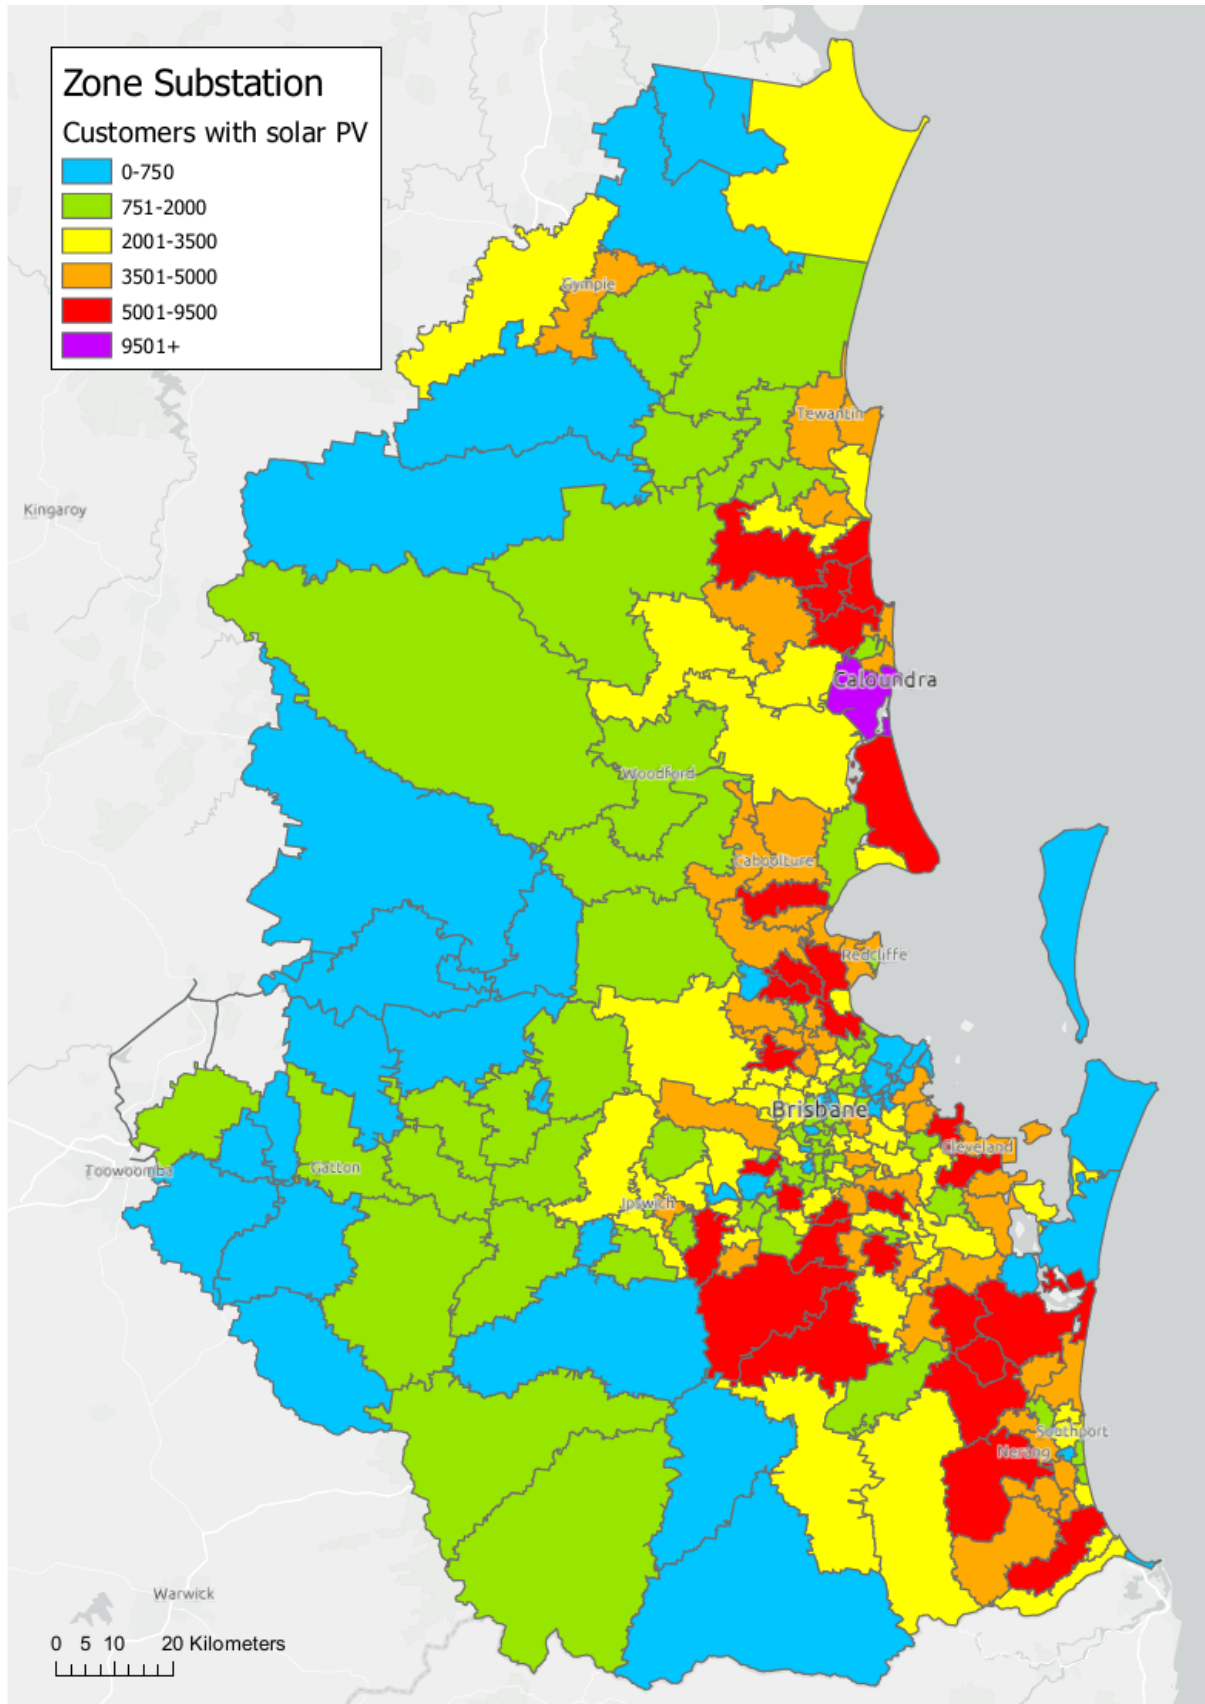 Zone Substation
Customers with solar PV
0-750
751-2000
2001-3500
3501-5000
5001-9500
9501+
Gympie
Tewantin
Kingaroy
Caloundra
Woodford
Caboolture
Redcliffe
Brisbane
Cleveland
Toowoomba
Gatton
Ipswich
Southport
Nerang
Warwick
0 5 10 20 Kilometers